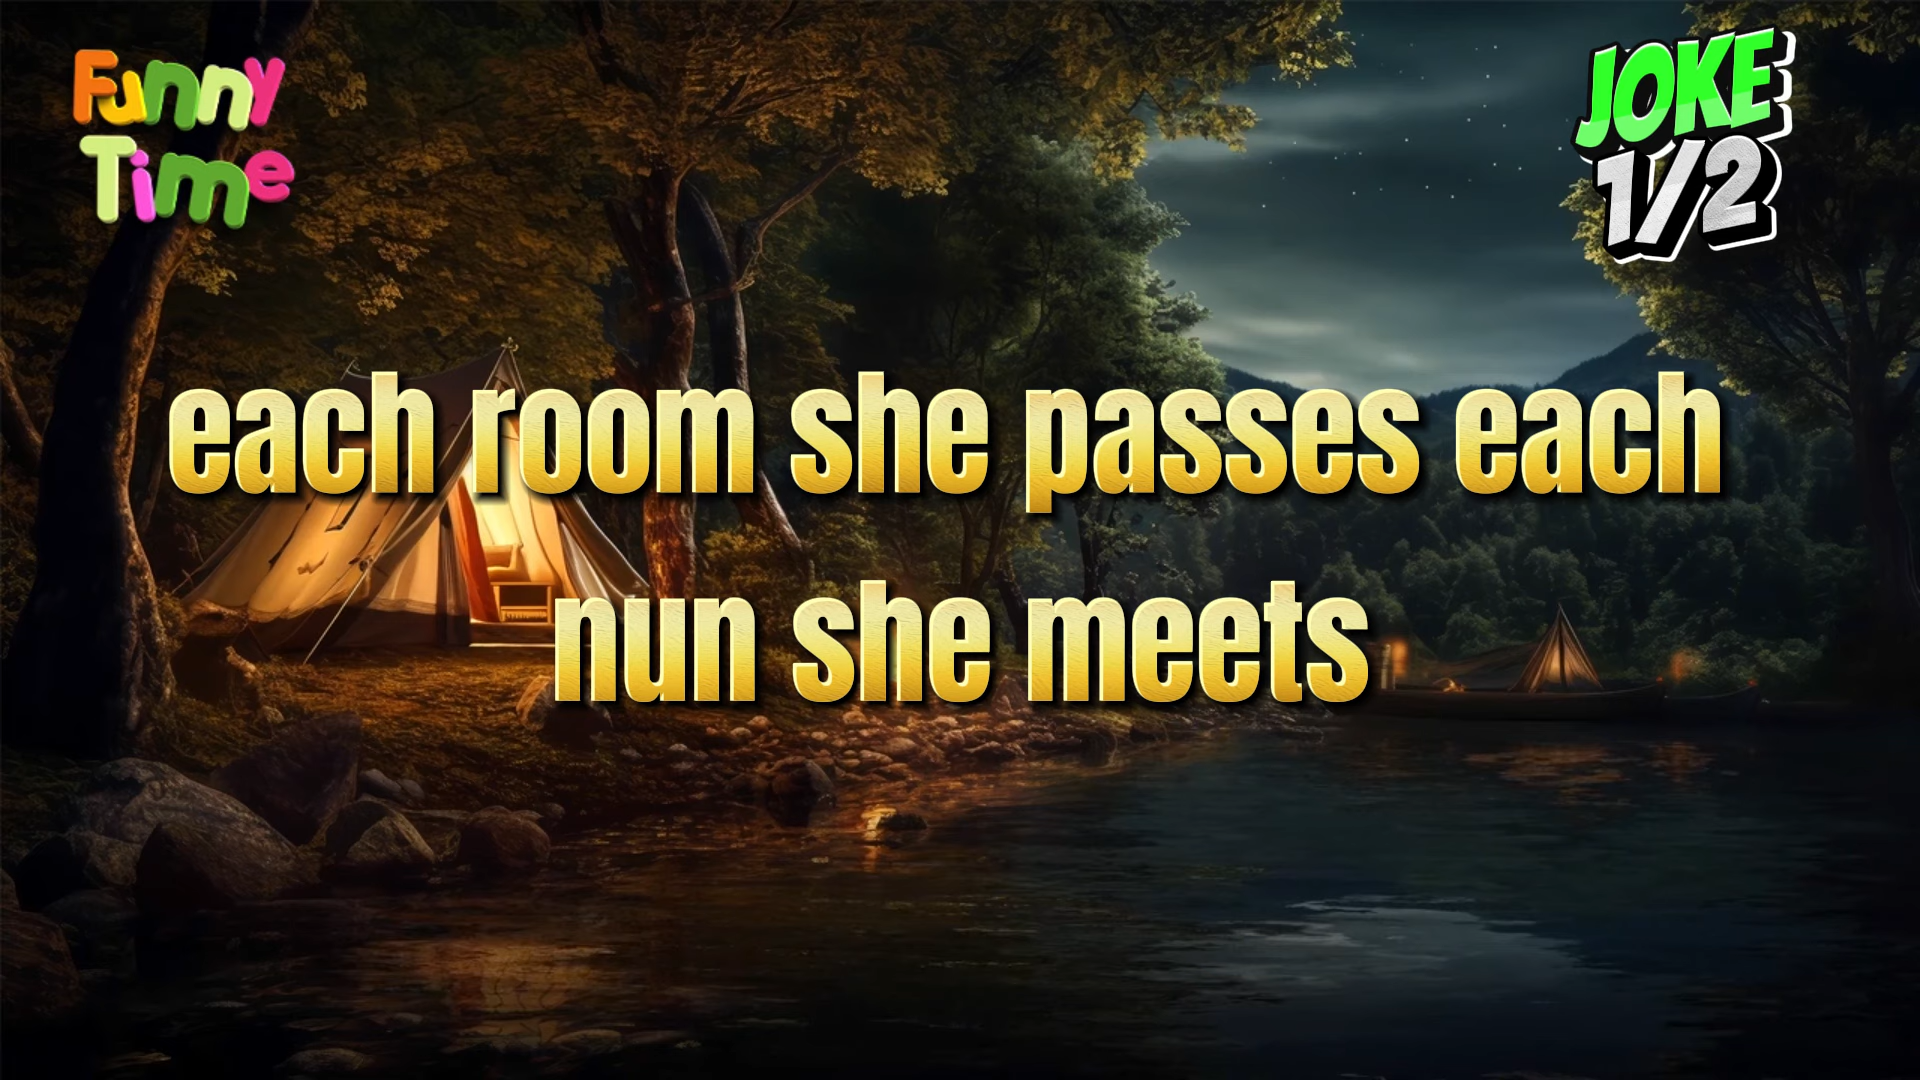 Funny
Time
JOKE
1/2
each room she passes each
nun she meets